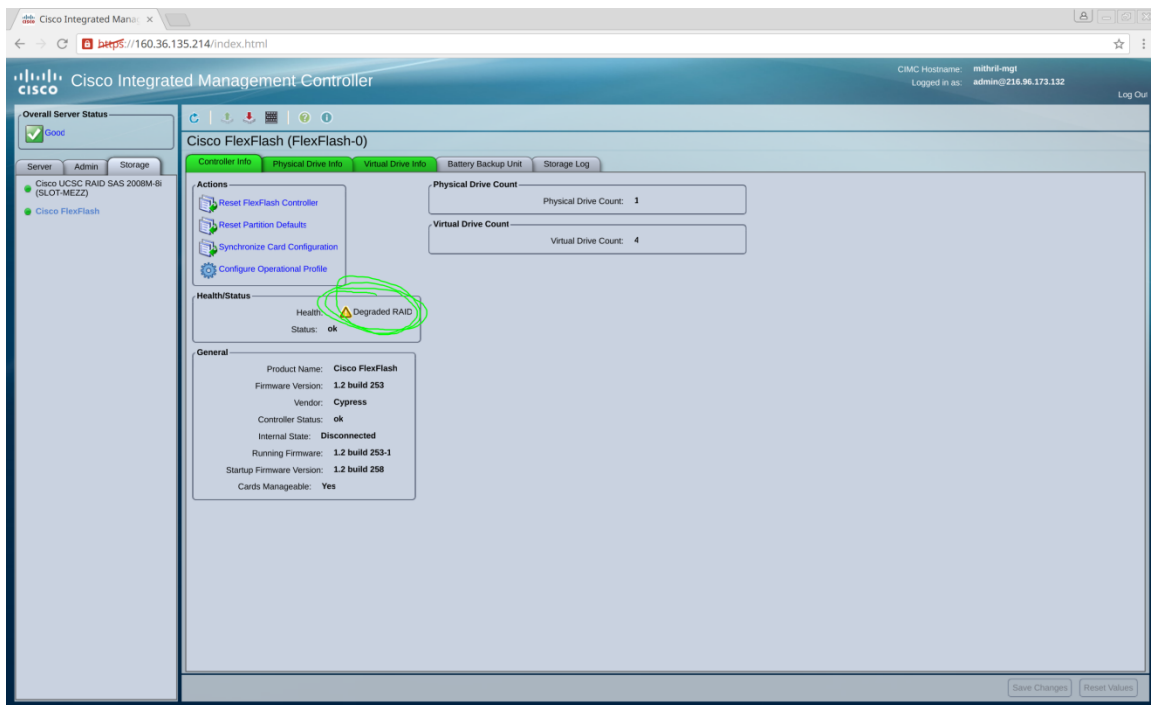 Cisco Integrated Mana
https://160.36.135.214/index.html
CISCO
Cisco Integrated Management Controller
CIMC Hostname: mithril-mgt
Logged in as: admin@216.96.173.132
Log Out
Overall Server Status
Good
Server Admin Storage
Cisco UCSC RAID SAS 2008M-8i
(SLOT-MEZZ)
Cisco FlexFlash
Cisco FlexFlash (FlexFlash-0)
Controller Info Physical Drive Info Virtual Drive Info Battery Backup Unit Storage Log
Actions
Reset FlexFlash Controller
Reset Partition Defaults
Synchronize Card Configuration
Configure Operational Profile
Physical Drive Count
Physical Drive Count: 1
Virtual Drive Count
Virtual Drive Count: 4
Health/Status
Health: Degraded RAID
Status: ok
General
Product Name: Cisco FlexFlash
Firmware Version: 1.2 build 253
Vendor: Cypress
Controller Status: ok
Internal State: Disconnected
Running Firmware: 1.2 build 253-1
Startup Firmware Version: 1.2 build 258
Cards Manageable: Yes
Save Changes Reset Values